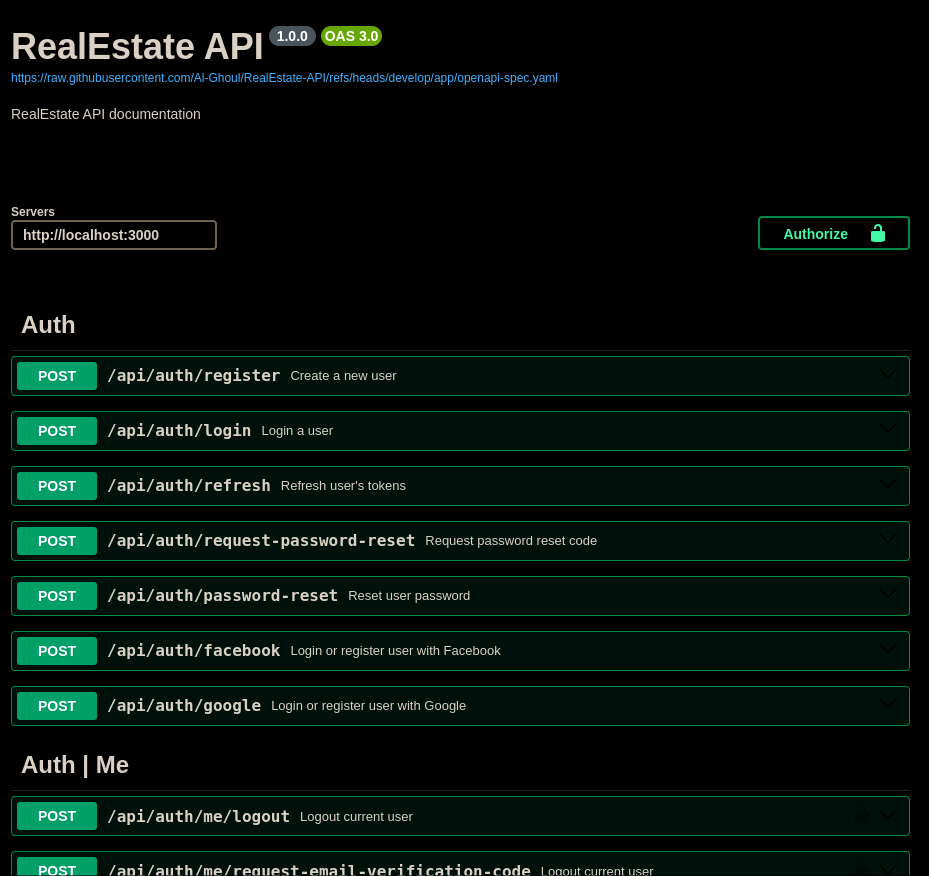 RealEstate API 1.0.0 OAS 3.0
https://raw.githubusercontent.com/Al-Ghoul/RealEstate-API/refs/heads/develop/app/openapi-spec.yaml
RealEstate API documentation
Servers
http://localhost:3000
Authorize
Auth
POST /api/auth/register Create a new user
POST /api/auth/login Login a user
POST /api/auth/refresh Refresh user's tokens
POST /api/auth/request-password-reset Request password reset code
POST /api/auth/password-reset Reset user password
POST /api/auth/facebook Login or register user with Facebook
POST /api/auth/google Login or register user with Google
Auth | Me
POST /api/auth/me/logout Logout current user
POST /api/auth/me/request-email-verification-code Logout current user